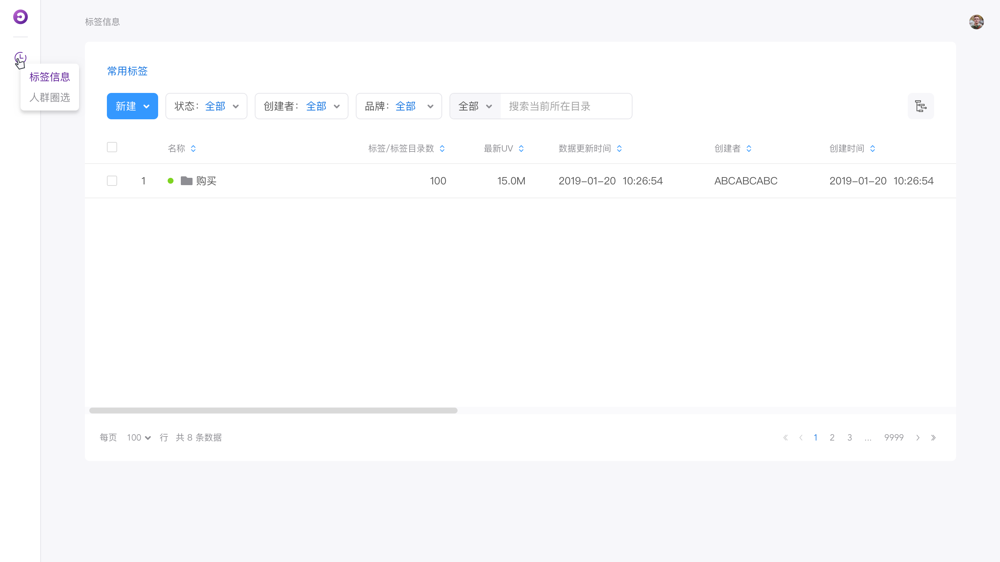 标签信息
标签信息
人群圈选
常用标签
新建 状态： 全部 创建者： 全部 品牌： 全部 全部 搜索当前所在目录
名称 标签/标签目录数 最新UV 数据更新时间 创建者 创建时间
1 购买 100 15.0M 2019-01-20 10:26:54 ABCABCABC 2019-01-20 10:26:54
每页 100 行 共 8 条数据 1 2 3 ... 9999